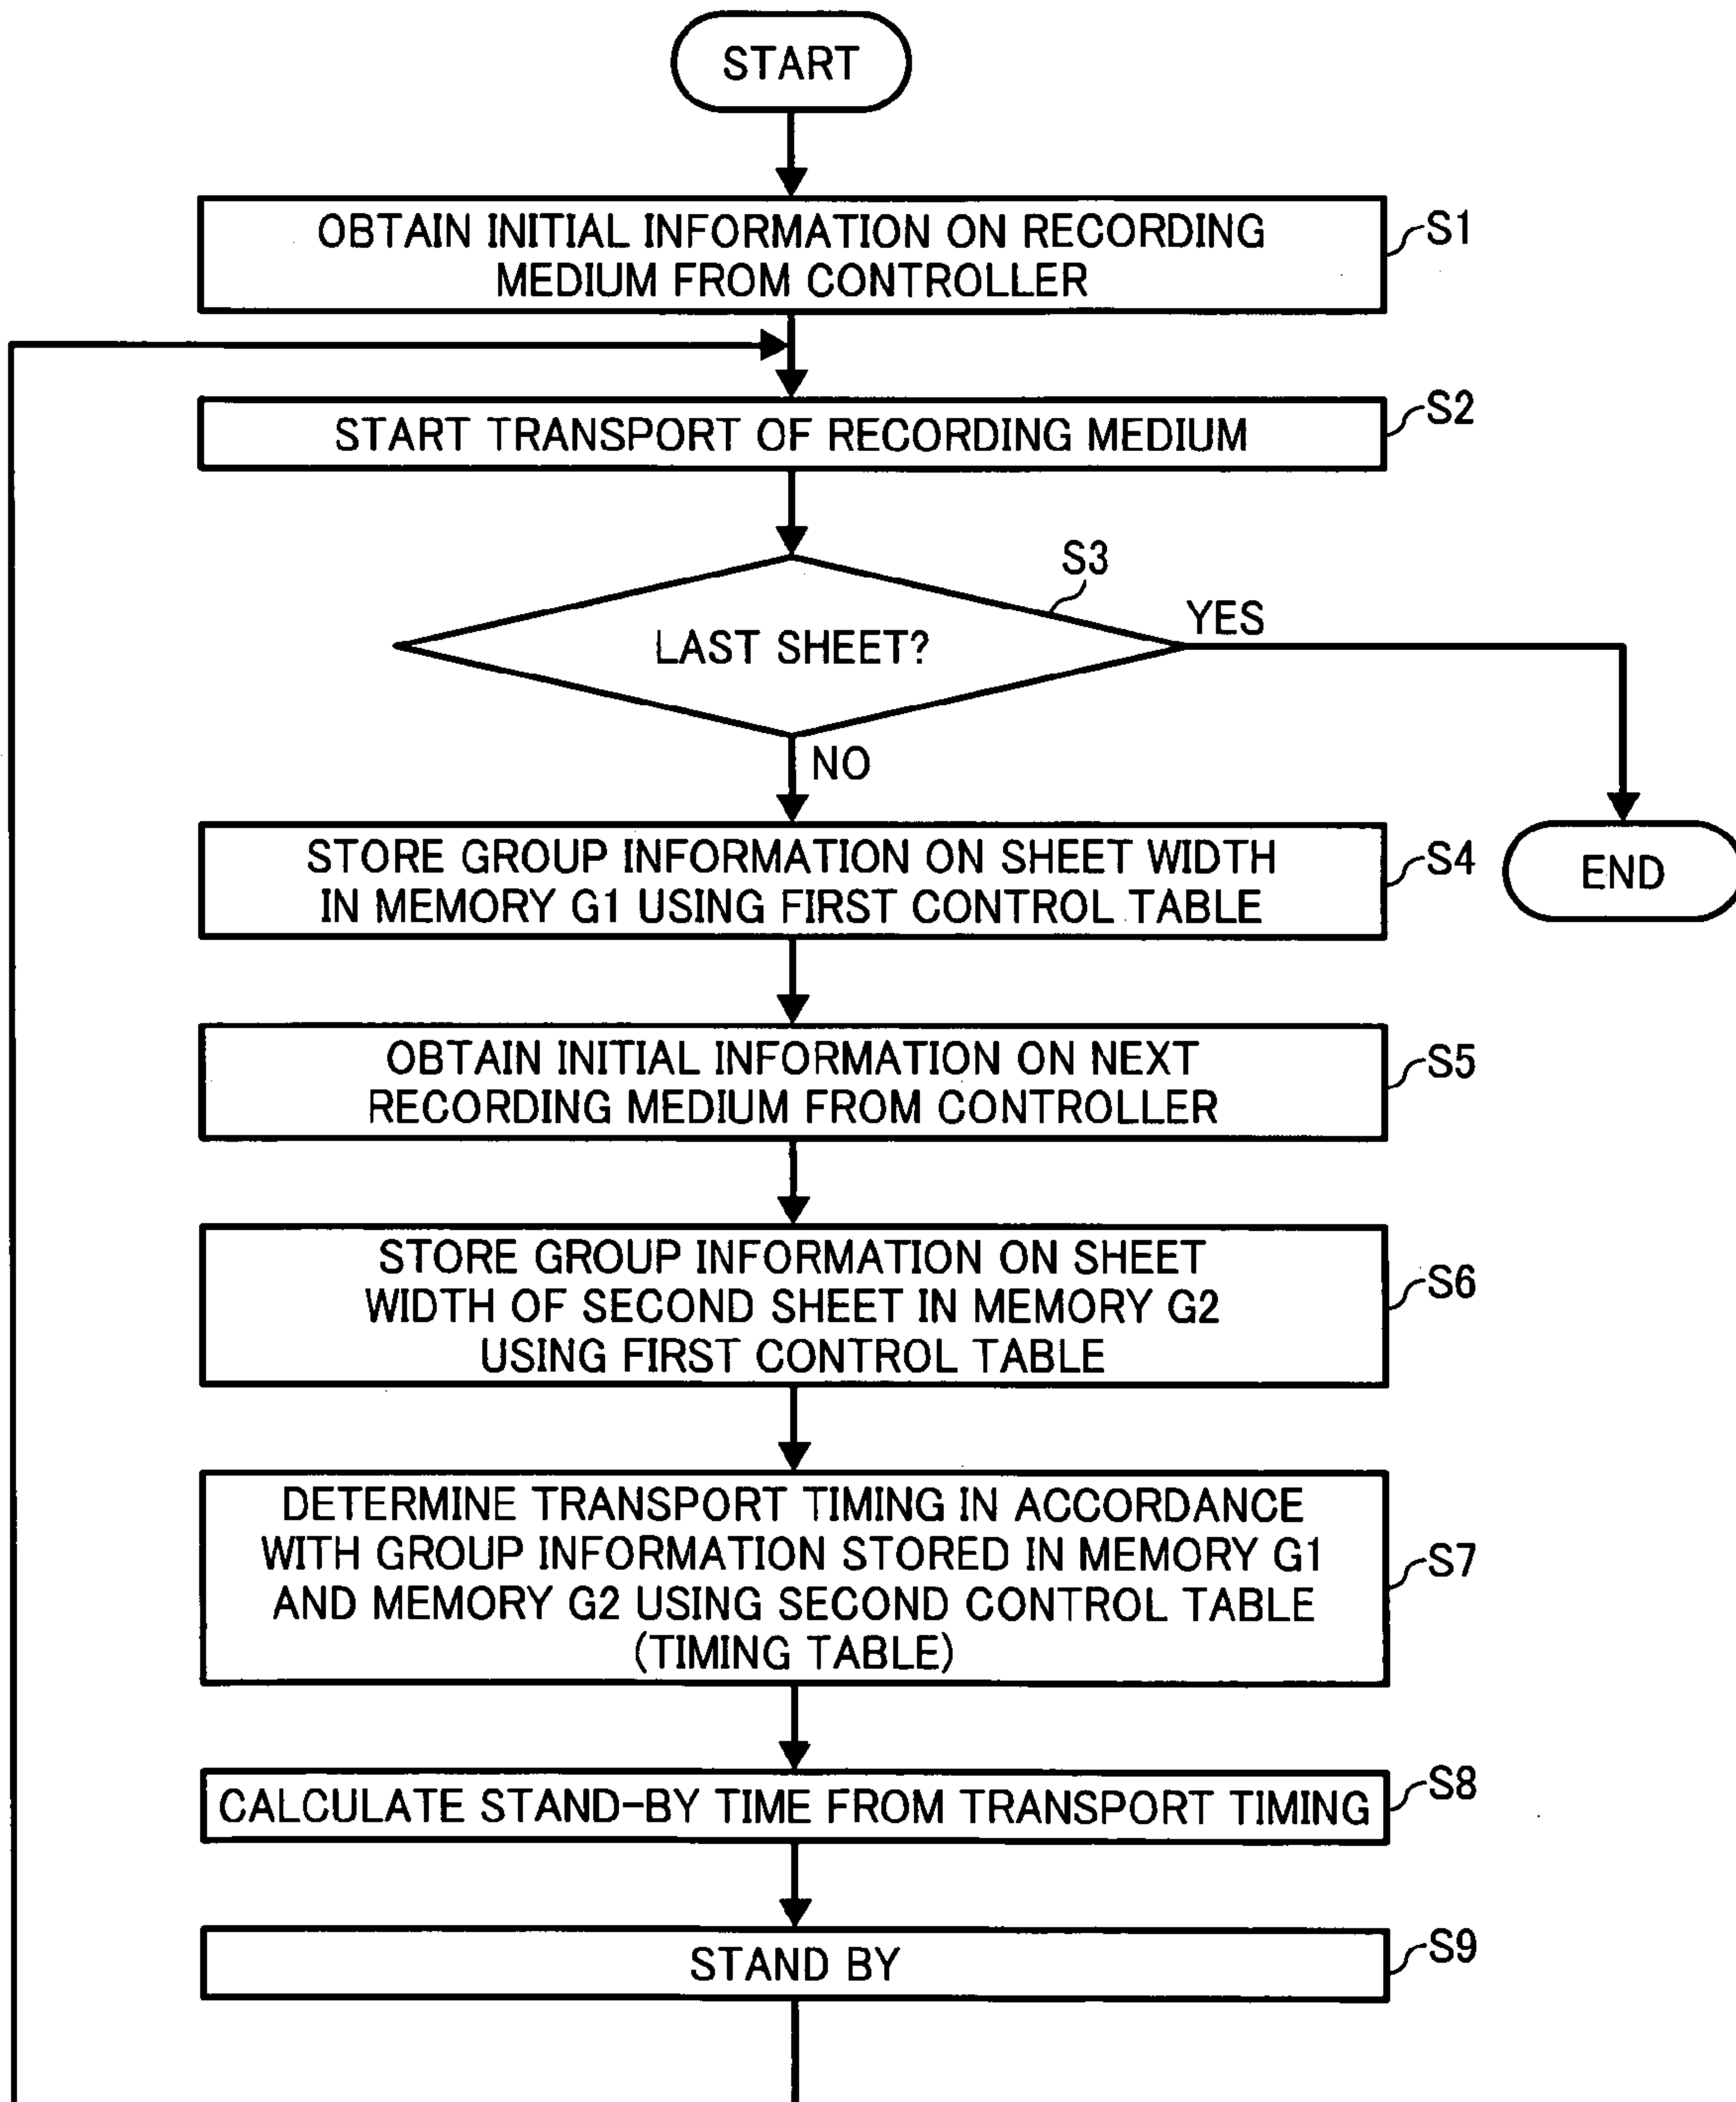 START
OBTAIN INITIAL INFORMATION ON RECORDING
MEDIUM FROM CONTROLLER
S1
START TRANSPORT OF RECORDING MEDIUM
S2
S3
LAST SHEET?
YES
NO
STORE GROUP INFORMATION ON SHEET WIDTH
IN MEMORY G1 USING FIRST CONTROL TABLE
S4
END
OBTAIN INITIAL INFORMATION ON NEXT
RECORDING MEDIUM FROM CONTROLLER
S5
STORE GROUP INFORMATION ON SHEET
WIDTH OF SECOND SHEET IN MEMORY G2
USING FIRST CONTROL TABLE
S6
DETERMINE TRANSPORT TIMING IN ACCORDANCE
WITH GROUP INFORMATION STORED IN MEMORY G1
AND MEMORY G2 USING SECOND CONTROL TABLE
(TIMING TABLE)
S7
CALCULATE STAND-BY TIME FROM TRANSPORT TIMING
S8
STAND BY
S9